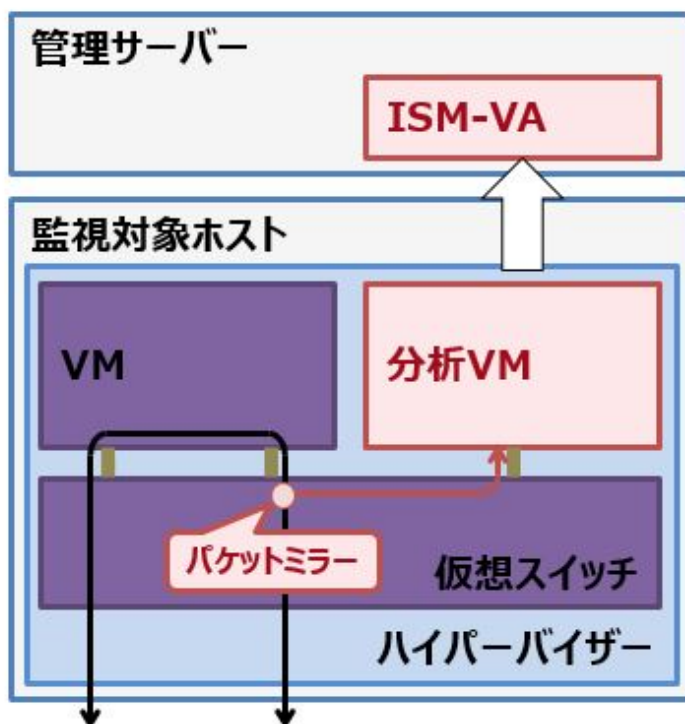 管理サーバー
ISM-VA
監視対象ホスト
VM
分析VM
パケットミラー
仮想スイッチ
ハイパーバイザー